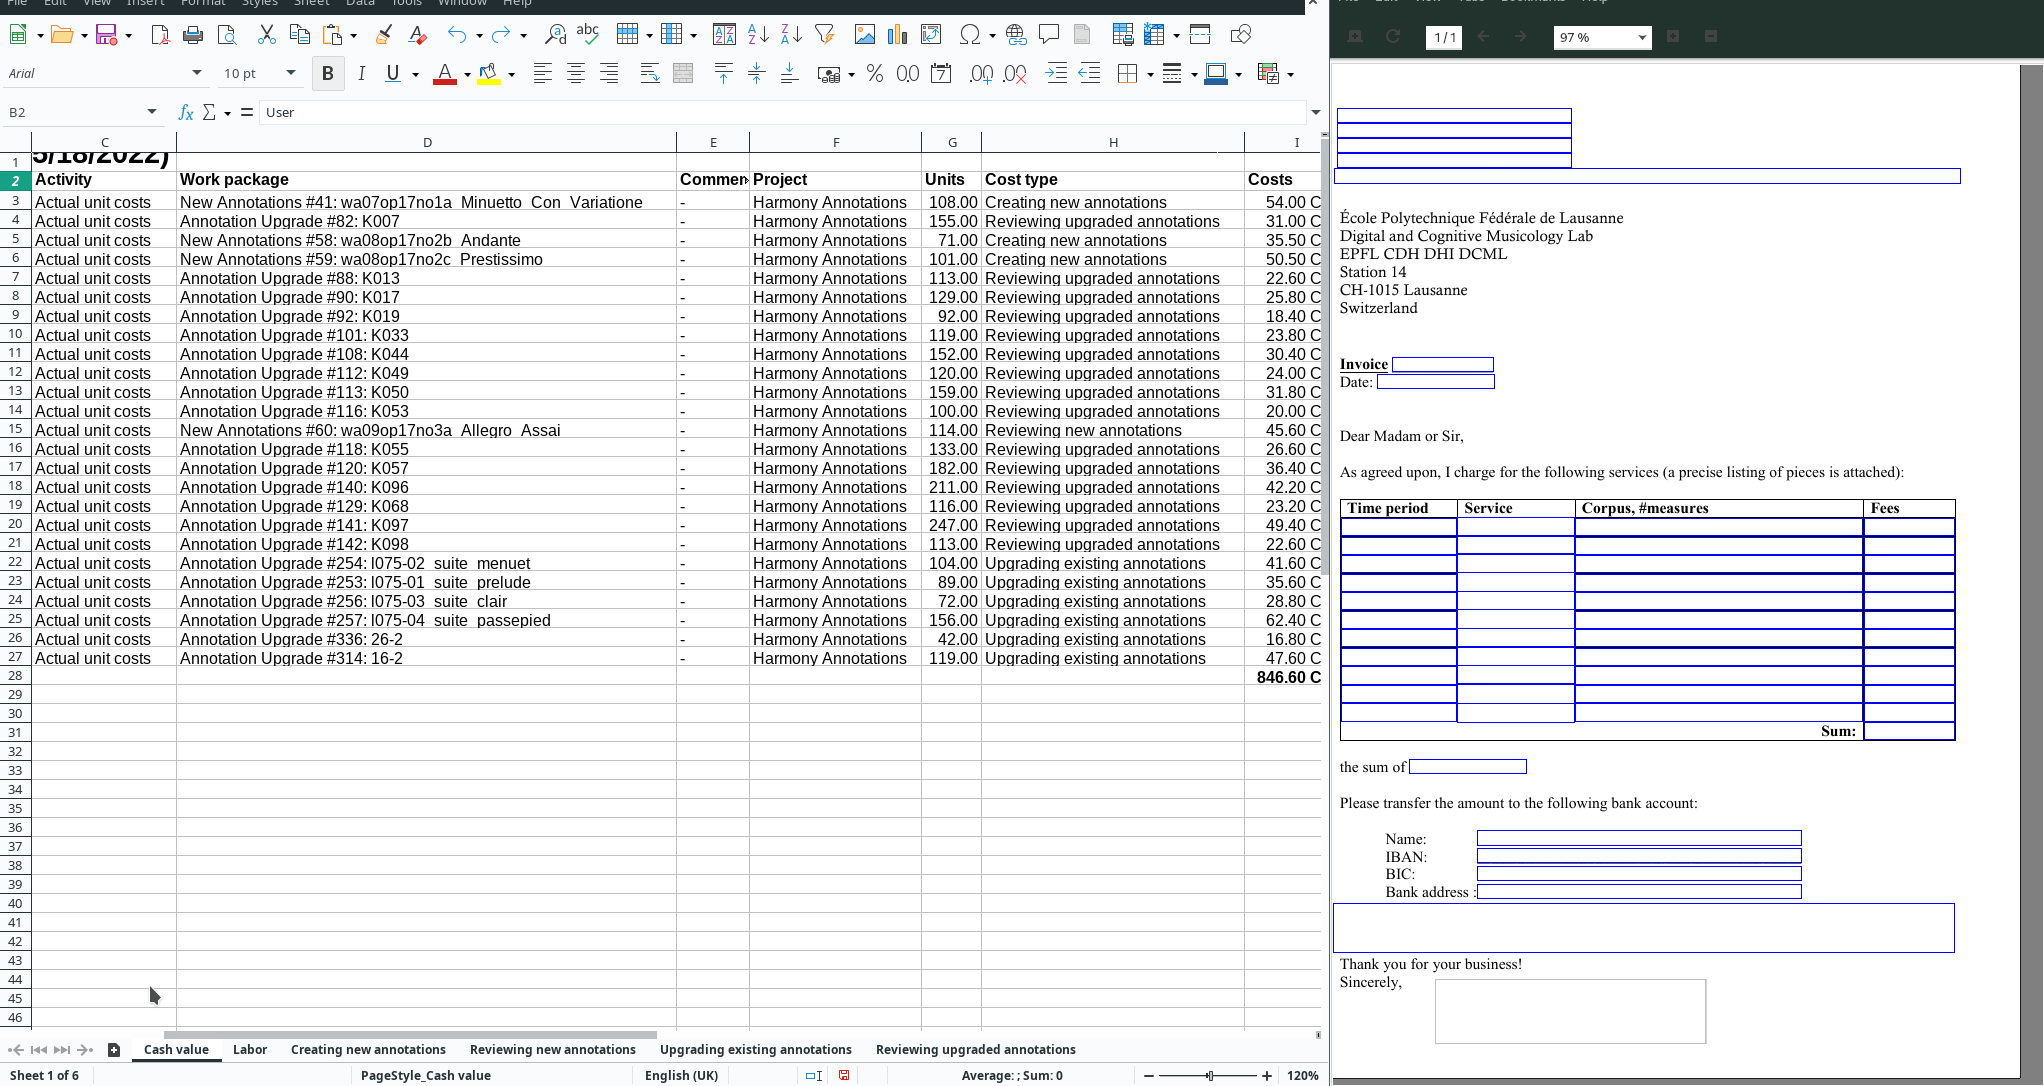 File Edit View Insert Format Styles Sheet Data Tools Window Help
Arial 10 pt B I U A
B2 User
C D E F G H I
1 5/18/2022)
2 Activity Work package Commen Project Units Cost type Costs
3 Actual unit costs New Annotations #41: wa07op17no1a_Minuetto_Con_Variatione - Harmony Annotations 108.00 Creating new annotations 54.00 C
4 Actual unit costs Annotation Upgrade #82: K007 - Harmony Annotations 155.00 Reviewing upgraded annotations 31.00 C
5 Actual unit costs New Annotations #58: wa08op17no2b_Andante - Harmony Annotations 71.00 Creating new annotations 35.50 C
6 Actual unit costs New Annotations #59: wa08op17no2c_Prestissimo - Harmony Annotations 101.00 Creating new annotations 50.50 C
7 Actual unit costs Annotation Upgrade #88: K013 - Harmony Annotations 113.00 Reviewing upgraded annotations 22.60 C
8 Actual unit costs Annotation Upgrade #90: K017 - Harmony Annotations 129.00 Reviewing upgraded annotations 25.80 C
9 Actual unit costs Annotation Upgrade #92: K019 - Harmony Annotations 92.00 Reviewing upgraded annotations 18.40 C
10 Actual unit costs Annotation Upgrade #101: K033 - Harmony Annotations 119.00 Reviewing upgraded annotations 23.80 C
11 Actual unit costs Annotation Upgrade #108: K044 - Harmony Annotations 152.00 Reviewing upgraded annotations 30.40 C
12 Actual unit costs Annotation Upgrade #112: K049 - Harmony Annotations 120.00 Reviewing upgraded annotations 24.00 C
13 Actual unit costs Annotation Upgrade #113: K050 - Harmony Annotations 159.00 Reviewing upgraded annotations 31.80 C
14 Actual unit costs Annotation Upgrade #116: K053 - Harmony Annotations 100.00 Reviewing upgraded annotations 20.00 C
15 Actual unit costs New Annotations #60: wa09op17no3a_Allegro_Assai - Harmony Annotations 114.00 Reviewing new annotations 45.60 C
16 Actual unit costs Annotation Upgrade #118: K055 - Harmony Annotations 133.00 Reviewing upgraded annotations 26.60 C
17 Actual unit costs Annotation Upgrade #120: K057 - Harmony Annotations 182.00 Reviewing upgraded annotations 36.40 C
18 Actual unit costs Annotation Upgrade #140: K096 - Harmony Annotations 211.00 Reviewing upgraded annotations 42.20 C
19 Actual unit costs Annotation Upgrade #129: K068 - Harmony Annotations 116.00 Reviewing upgraded annotations 23.20 C
20 Actual unit costs Annotation Upgrade #141: K097 - Harmony Annotations 247.00 Reviewing upgraded annotations 49.40 C
21 Actual unit costs Annotation Upgrade #142: K098 - Harmony Annotations 113.00 Reviewing upgraded annotations 22.60 C
22 Actual unit costs Annotation Upgrade #254: l075-02_suite_menuet - Harmony Annotations 104.00 Upgrading existing annotations 41.60 C
23 Actual unit costs Annotation Upgrade #253: l075-01_suite_prelude - Harmony Annotations 89.00 Upgrading existing annotations 35.60 C
24 Actual unit costs Annotation Upgrade #256: l075-03_suite_clair - Harmony Annotations 72.00 Upgrading existing annotations 28.80 C
25 Actual unit costs Annotation Upgrade #257: l075-04_suite_passepied - Harmony Annotations 156.00 Upgrading existing annotations 62.40 C
26 Actual unit costs Annotation Upgrade #336: 26-2 - Harmony Annotations 42.00 Upgrading existing annotations 16.80 C
27 Actual unit costs Annotation Upgrade #314: 16-2 - Harmony Annotations 119.00 Upgrading existing annotations 47.60 C
28 846.60 C
29
30
31
32
33
34
35
36
37
38
39
40
41
42
43
44
45
46
Cash value Labor Creating new annotations Reviewing new annotations Upgrading existing annotations Reviewing upgraded annotations
Sheet 1 of 6 PageStyle_Cash value English (UK) Average: ; Sum: 0 120%
1 / 1 97 %
École Polytechnique Fédérale de Lausanne
Digital and Cognitive Musicology Lab
EPFL CDH DHI DCML
Station 14
CH-1015 Lausanne
Switzerland
Invoice
Date:
Dear Madam or Sir,
As agreed upon, I charge for the following services (a precise listing of pieces is attached):
Time period Service Corpus, #measures Fees
Sum:
the sum of
Please transfer the amount to the following bank account:
Name:
IBAN:
BIC:
Bank address :
Thank you for your business!
Sincerely,